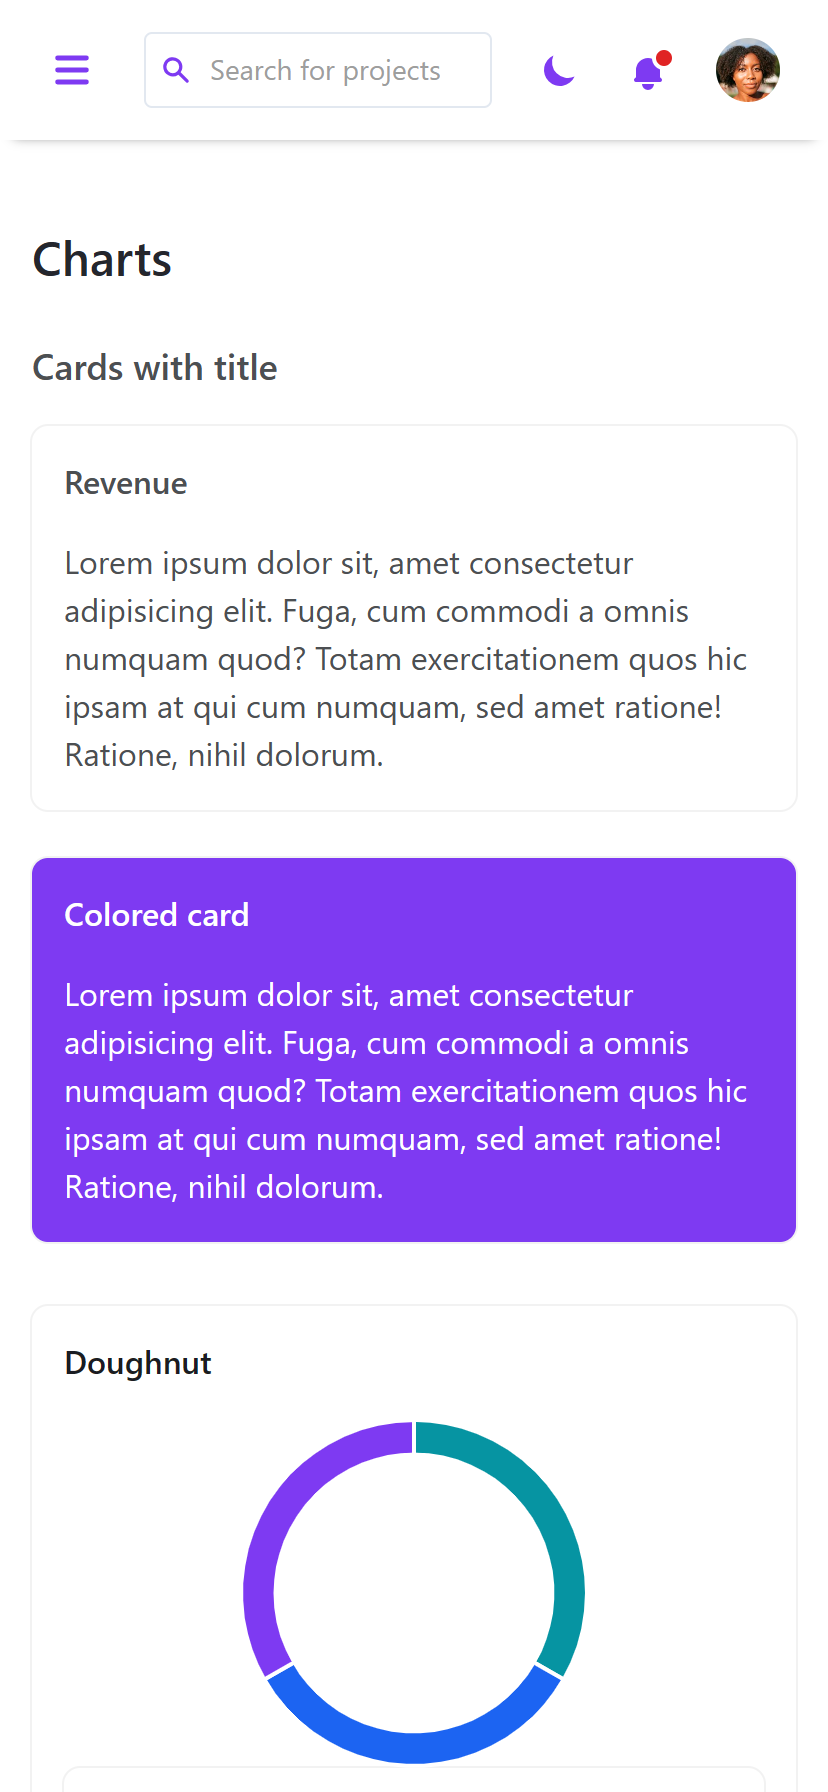 Search for projects
Charts
Cards with title
Revenue
Lorem ipsum dolor sit, amet consectetur
adipisicing elit. Fuga, cum commodi a omnis
numquam quod? Totam exercitationem quos hic
ipsam at qui cum numquam, sed amet ratione!
Ratione, nihil dolorum.
Colored card
Lorem ipsum dolor sit, amet consectetur
adipisicing elit. Fuga, cum commodi a omnis
numquam quod? Totam exercitationem quos hic
ipsam at qui cum numquam, sed amet ratione!
Ratione, nihil dolorum.
Doughnut